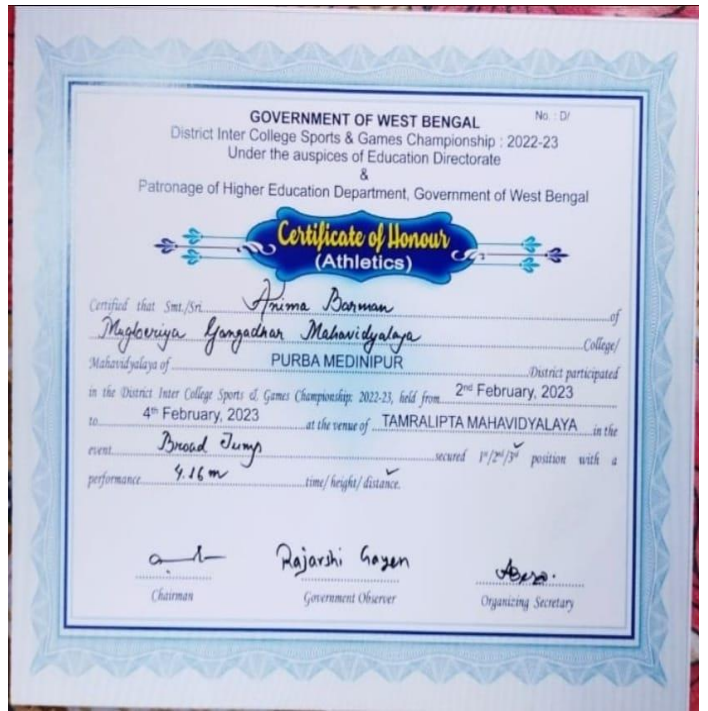 GOVERNMENT OF WEST BENGAL
No. : D/
District Inter College Sports & Games Championship : 2022-23
Under the auspices of Education Directorate
&
Patronage of Higher Education Department, Government of West Bengal
Certificate of Honour
(Athletics)
Certified that Smt./Sri. Anima Barman of
Mugberiya Gangadhar Mahavidyalaya College/
Mahavidyalaya of PURBA MEDINIPUR District participated
in the District Inter College Sports & Games Championship: 2022-23, held from 2nd February, 2023
to 4th February, 2023 at the venue of TAMRALIPTA MAHAVIDYALAYA in the
event Broad Jump secured 1st/2nd/3rd position with a
performance 4.16m time/ height/ distance.
Rajarshi Gayen
Chairman Government Observer Organizing Secretary